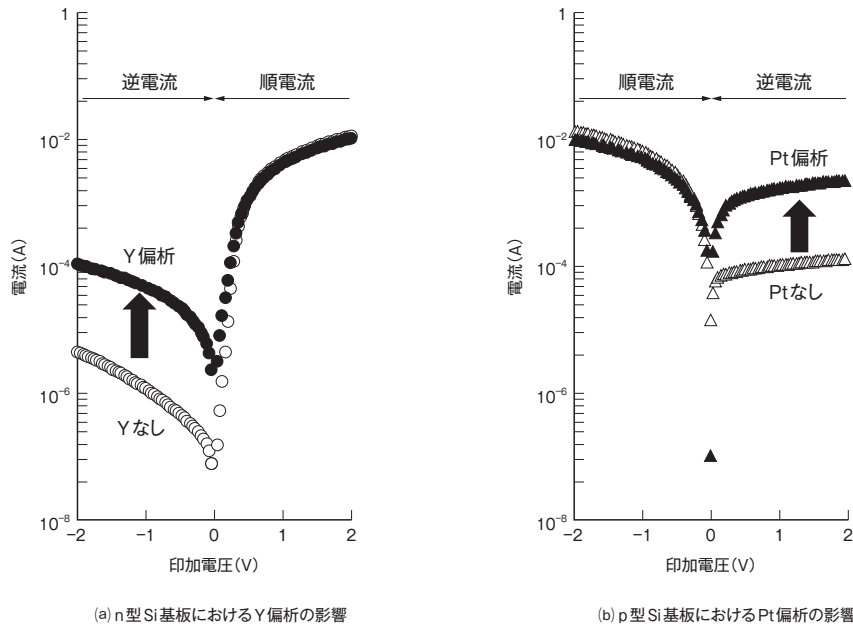 1
逆電流
順電流
10⁻²
Y偏析
電流（A）
10⁻⁴
10⁻⁶
Yなし
10⁻⁸
−2
−1
0
1
2
印加電圧（V）
(a) n型Si基板におけるY偏析の影響
1
順電流
逆電流
10⁻²
Pt偏析
電流（A）
10⁻⁴
Ptなし
10⁻⁶
10⁻⁸
−2
−1
0
1
2
印加電圧（V）
(b) p型Si基板におけるPt偏析の影響